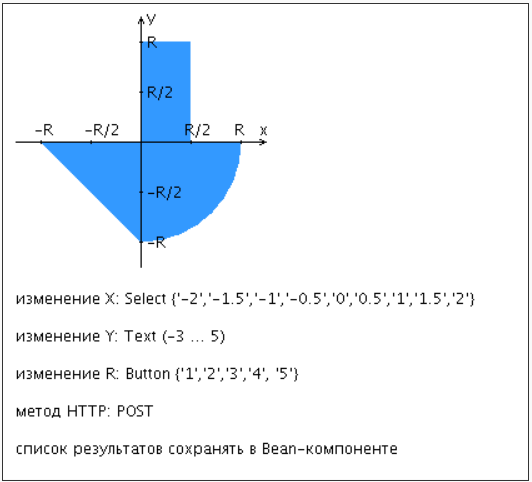 y
R
R/2
-R -R/2 R/2 R x
-R/2
-R
изменение X: Select {'-2','-1.5','-1','-0.5','0','0.5','1','1.5','2'}
изменение Y: Text (-3 ... 5)
изменение R: Button {'1','2','3','4', '5'}
метод HTTP: POST
список результатов сохранять в Bean-компоненте